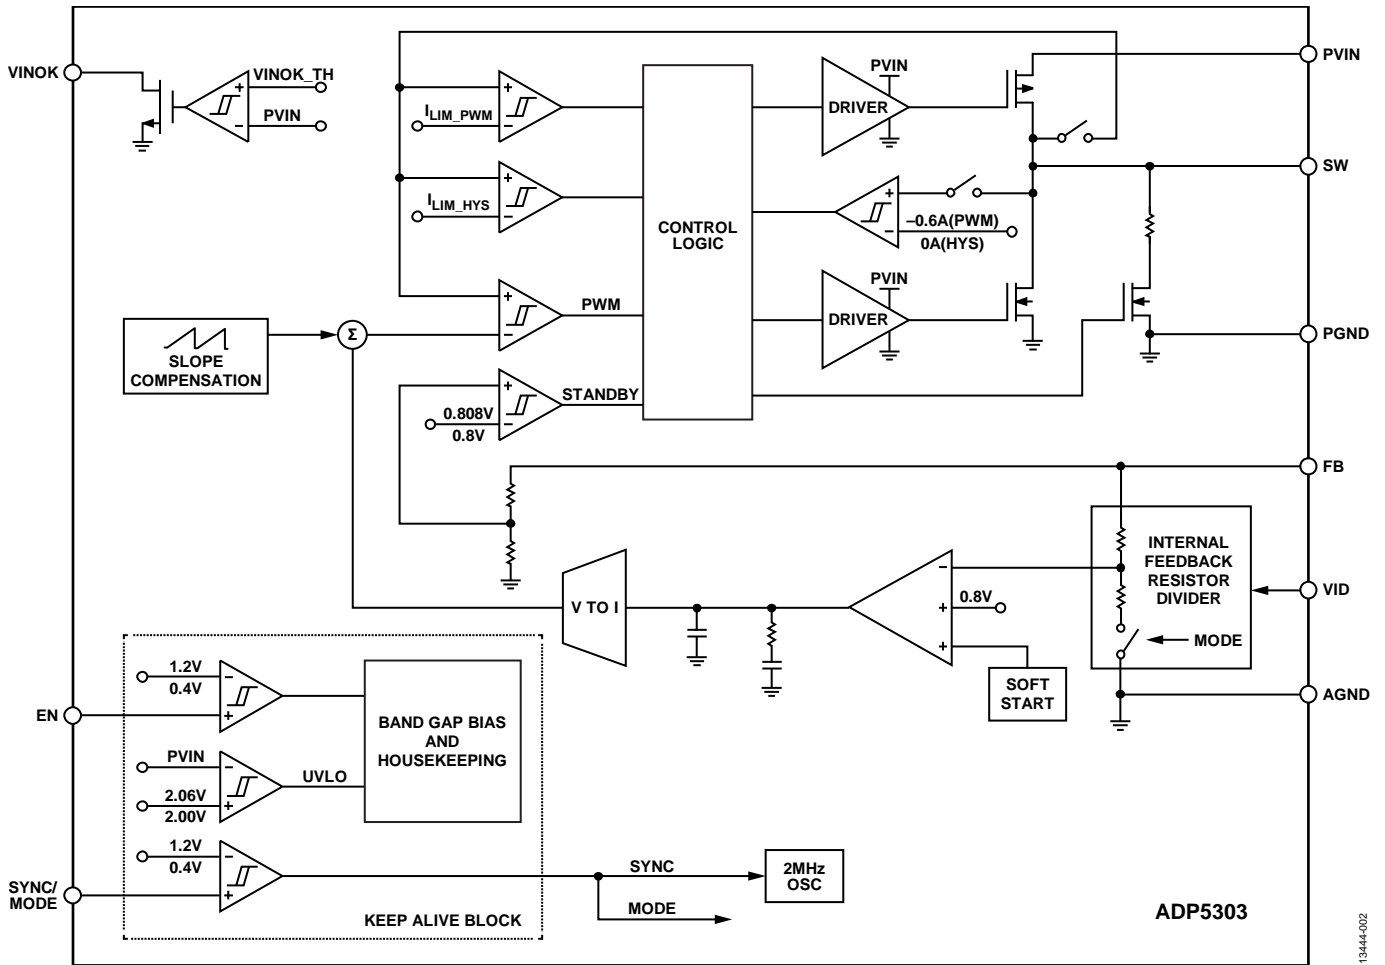 VINOK
VINOK_TH
PVIN
+
−
ILIM_PWM
+
−
ILIM_HYS
+
−
PWM
+
−
SLOPE
COMPENSATION
Σ
STANDBY
+
−
0.808V
0.8V
CONTROL
LOGIC
PVIN
DRIVER
+
−
–0.6A(PWM)
0A(HYS)
PVIN
DRIVER
PVIN
SW
PGND
FB
INTERNAL
FEEDBACK
RESISTOR
DIVIDER
MODE
VID
AGND
V TO I
−
+
+
0.8V
SOFT
START
1.2V
0.4V
−
+
EN
PVIN
2.06V
2.00V
−
+
UVLO
BAND GAP BIAS
AND
HOUSEKEEPING
1.2V
0.4V
−
+
SYNC/
MODE
KEEP ALIVE BLOCK
SYNC
MODE
2MHz
OSC
ADP5303
13444-002